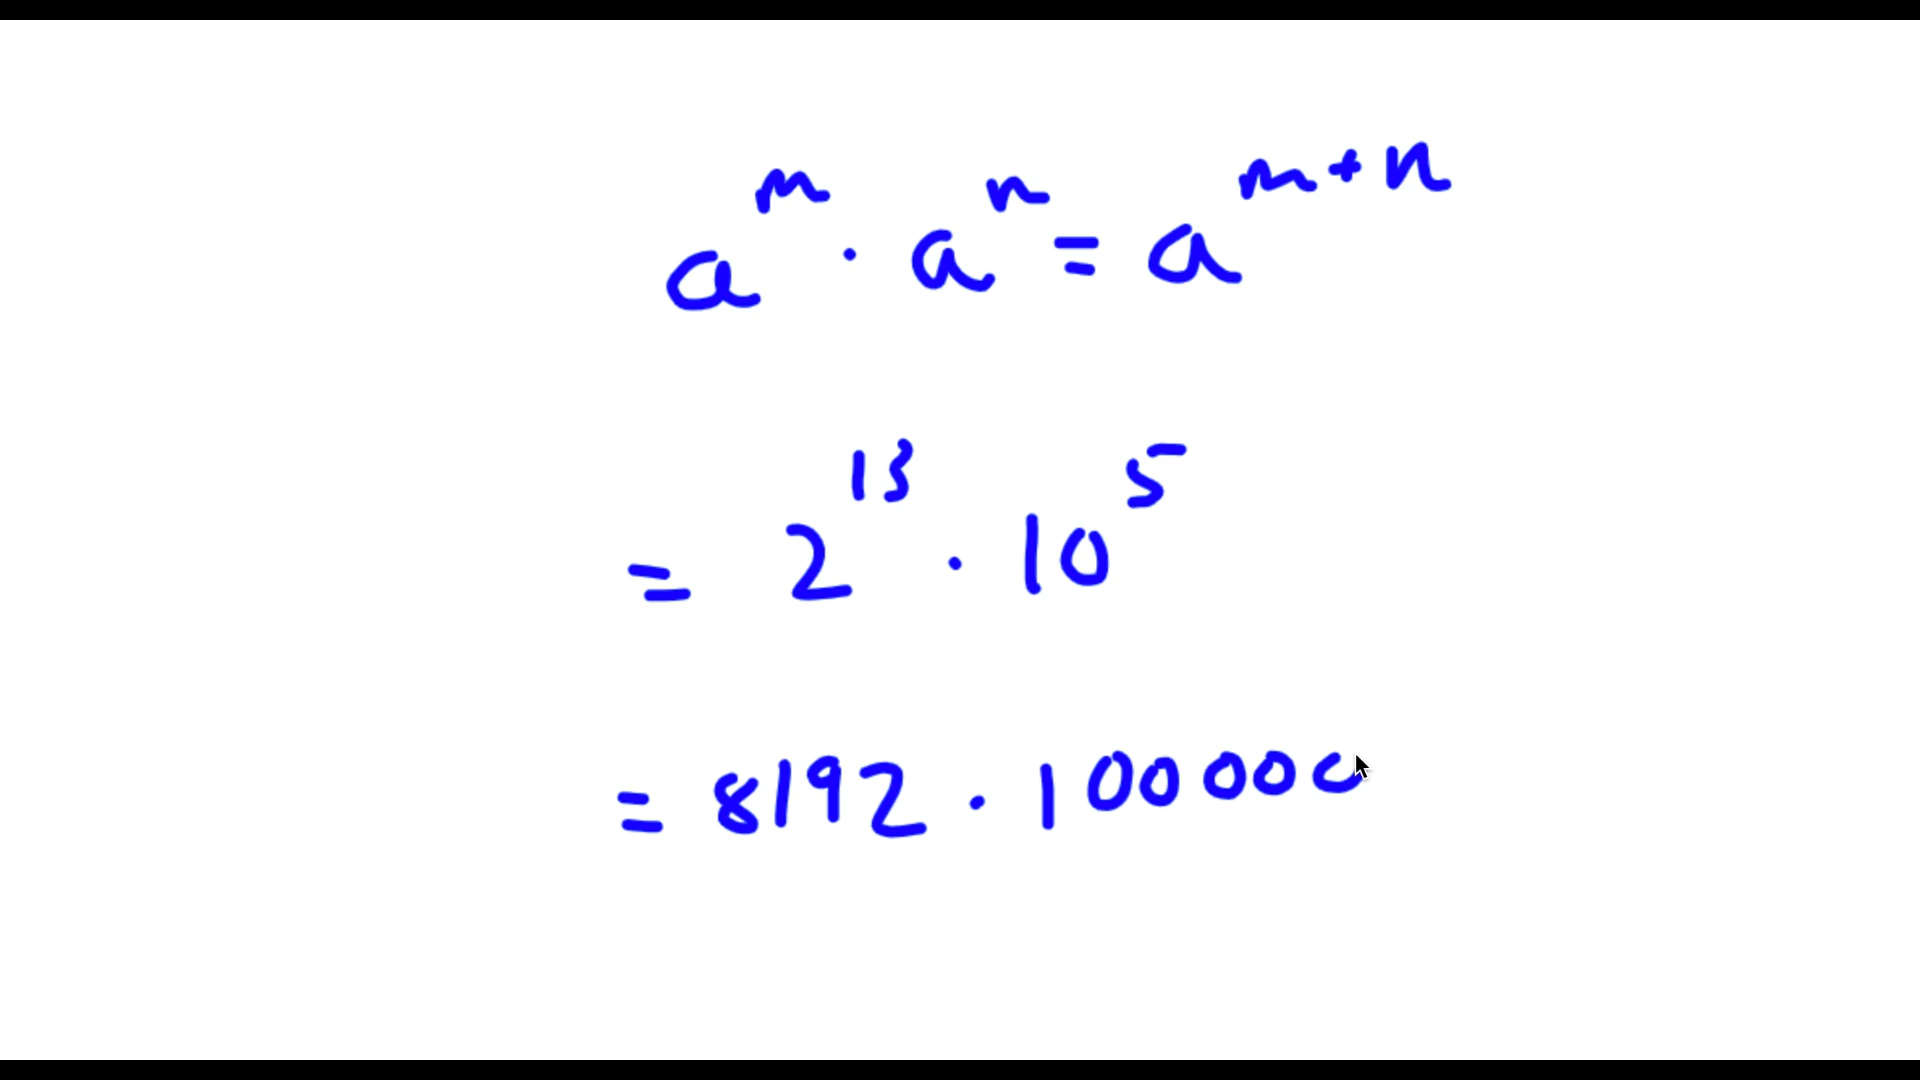 a^m · a^n = a^{m+n}
= 2^{13} · 10^5
= 8192 · 100000